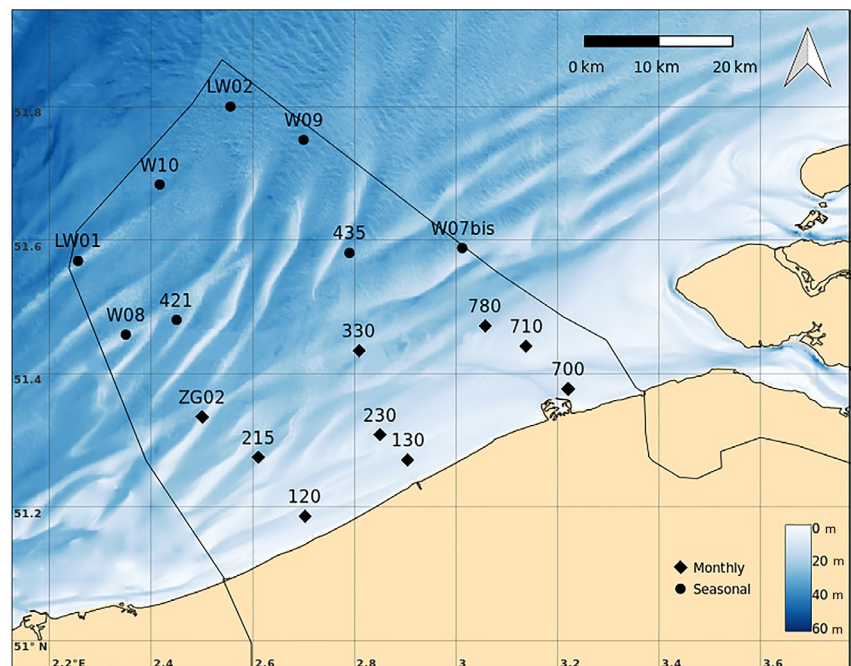 0 km 10 km 20 km
LW02
51.8
W09
W10
LW01
51.6
435
W07bis
W08
421
780
330
710
700
51.4
ZG02
230
215
130
120
51.2
0 m
20 m
40 m
60 m
Monthly
Seasonal
51° N
2.2°E 2.4 2.6 2.8 3 3.2 3.4 3.6